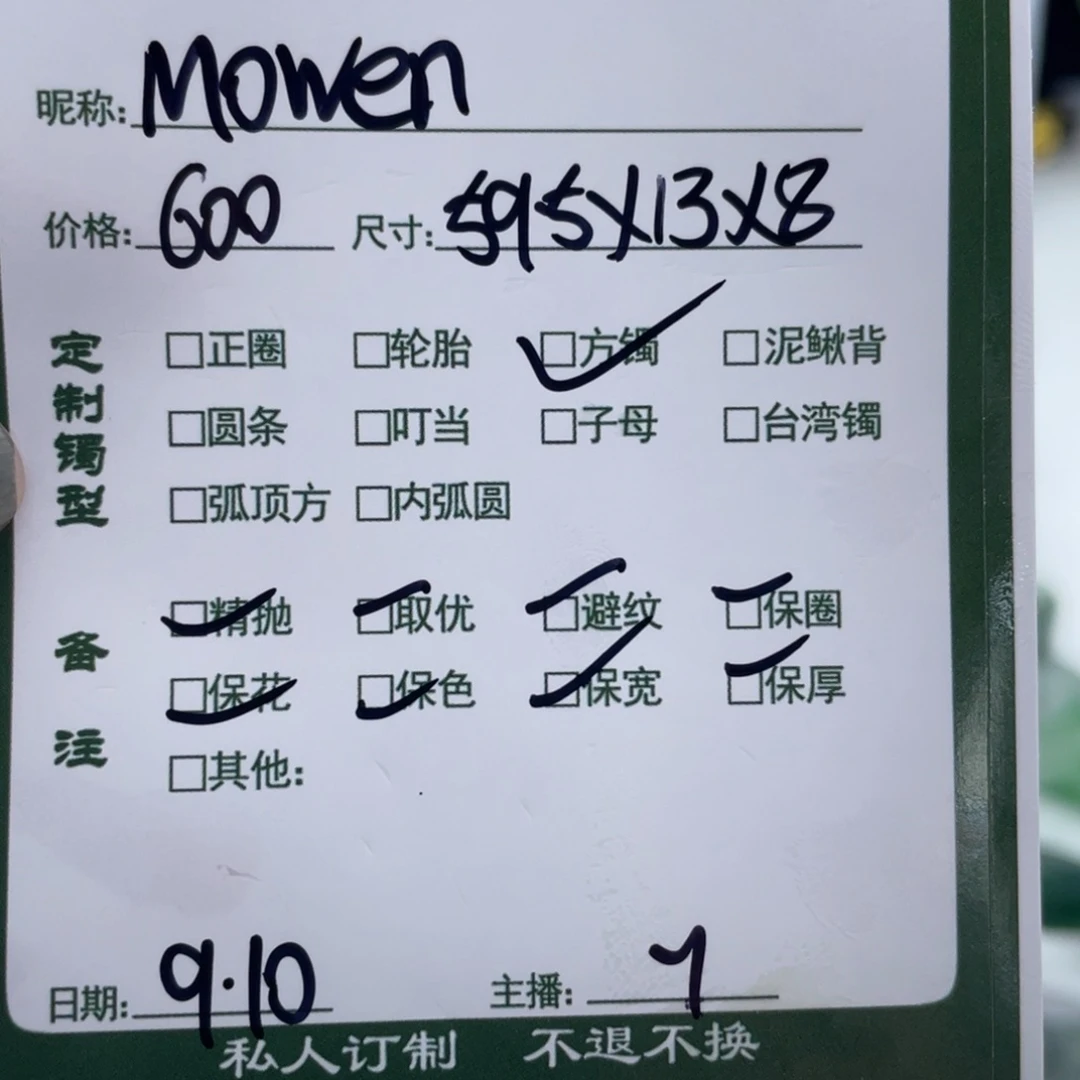 昵称: Mowen
价格: 600 尺寸: 595X13X8
定制镯型
□正圈 □轮胎 □方镯 □泥鳅背
□圆条 □叮当 □子母 □台湾镯
□弧顶方 □内弧圆
备注
□精抛 □取优 □避纹 □保圈
□保花 □保色 □保宽 □保厚
□其他:
日期: 9.10 主播: 7
私人订制 不退不换